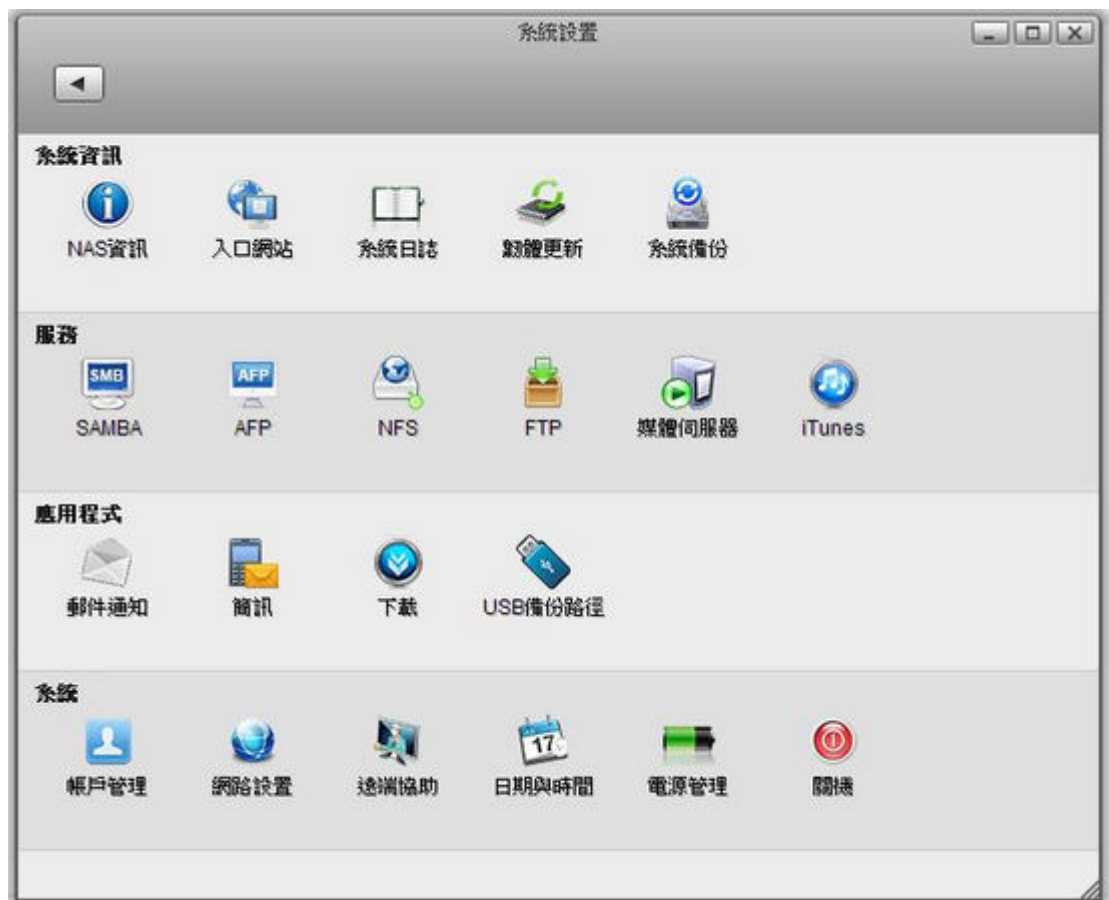 系統設置
系統資訊
NAS資訊 入口網站 系統日誌 韌體更新 系統備份
服務
SMB AFP
SAMBA AFP NFS FTP 媒體伺服器 iTunes
應用程式
郵件通知 簡訊 下載 USB備份路徑
系統
17
帳戶管理 網路設置 遠端協助 日期與時間 電源管理 關機